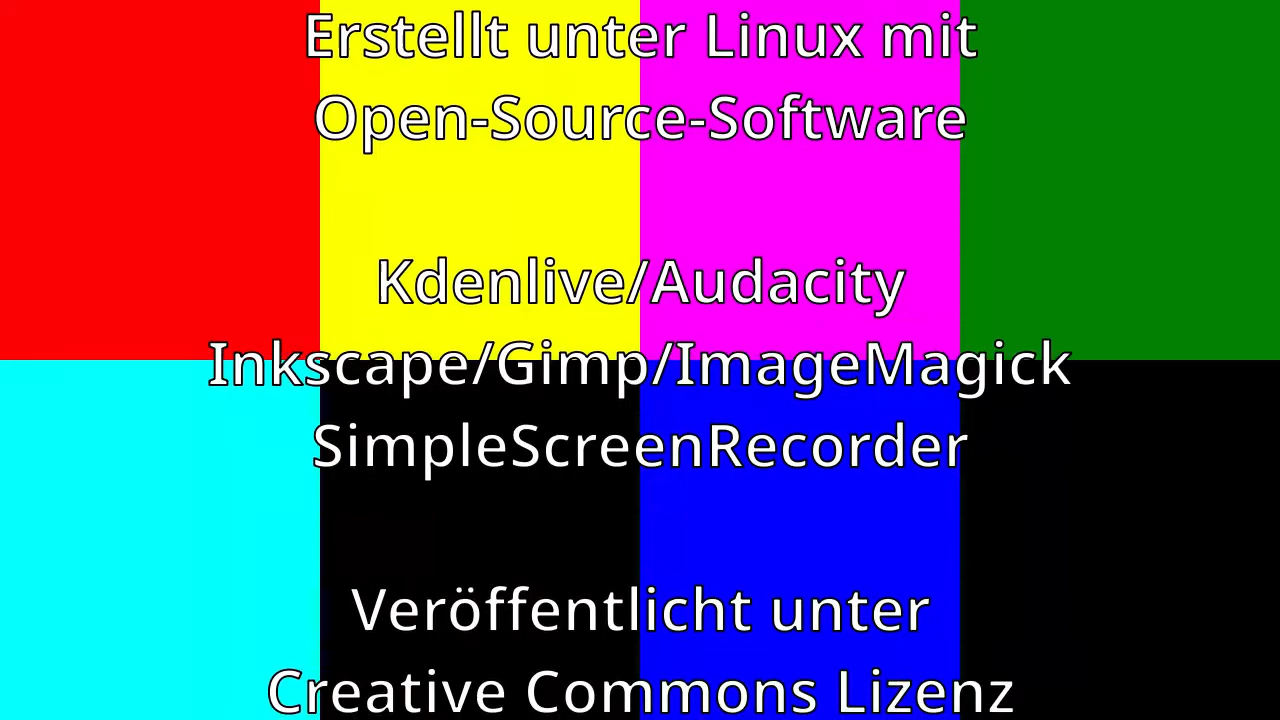 Erstellt unter Linux mit
Open-Source-Software
Kdenlive/Audacity
Inkscape/Gimp/ImageMagick
SimpleScreenRecorder
Veröffentlicht unter
Creative Commons Lizenz